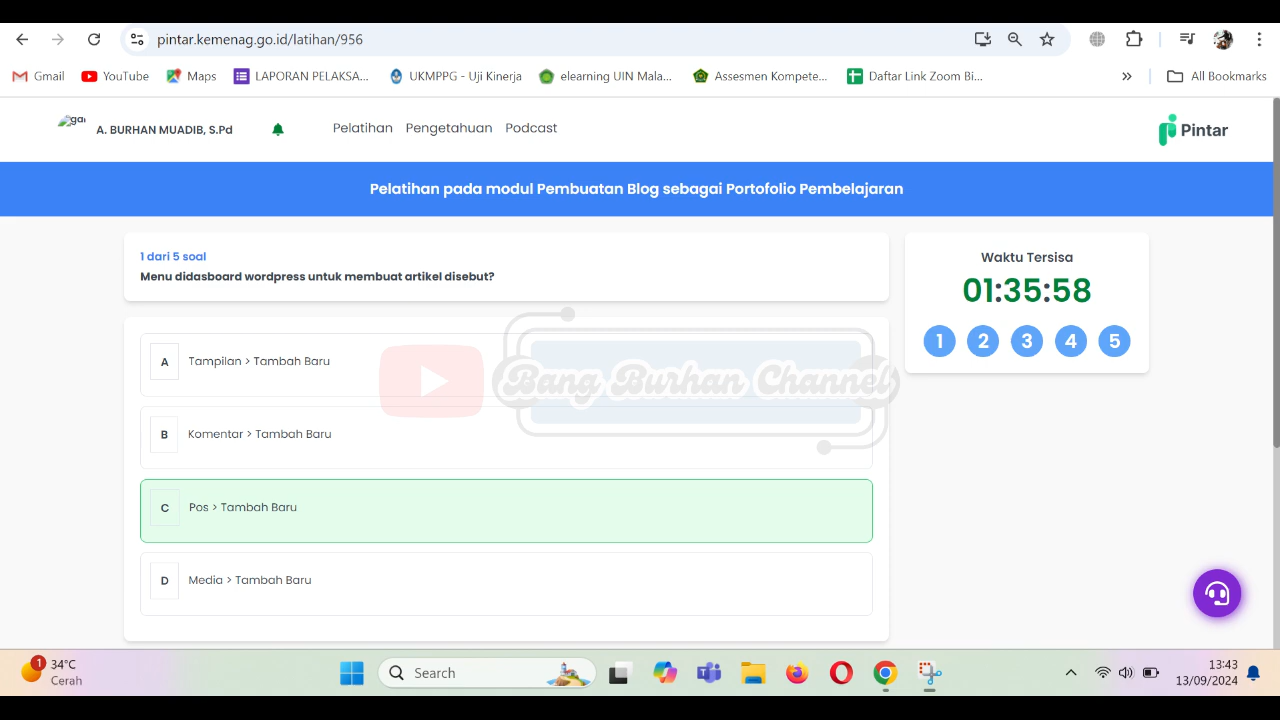 pintar.kemenag.go.id/latihan/956
Gmail YouTube Maps LAPORAN PELAKSA... UKMPPG - Uji Kinerja elearning UIN Mala... Assesmen Kompete... Daftar Link Zoom Bi... » All Bookmarks
gar A. BURHAN MUADIB, S.Pd Pelatihan Pengetahuan Podcast Pintar
Pelatihan pada modul Pembuatan Blog sebagai Portofolio Pembelajaran
1 dari 5 soal
Menu didasboard wordpress untuk membuat artikel disebut?
Waktu Tersisa
01:35:58
1 2 3 4 5
A Tampilan > Tambah Baru
Bang Burhan Channel
B Komentar > Tambah Baru
C Pos > Tambah Baru
D Media > Tambah Baru
1 34°C
Cerah
Search
13:43
13/09/2024